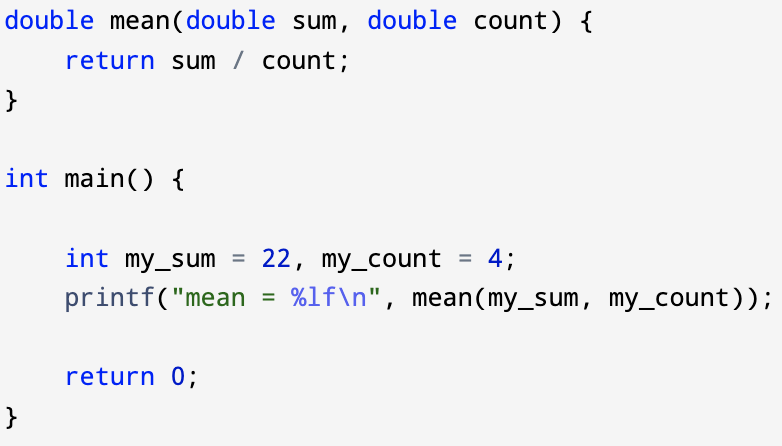 double mean(double sum, double count) {
    return sum / count;
}

int main() {

    int my_sum = 22, my_count = 4;
    printf("mean = %lf\n", mean(my_sum, my_count));

    return 0;
}